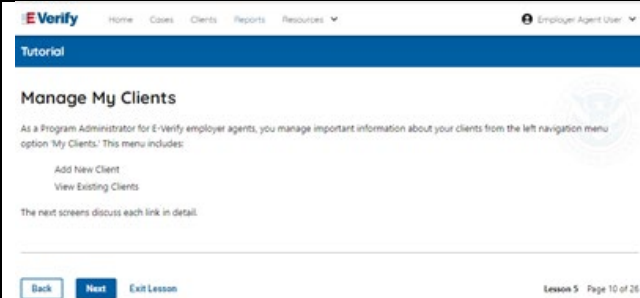 E-Verify Home Cases Clients Reports Resources Employer Agent User
Tutorial
Manage My Clients
As a Program Administrator for E-Verify employer agents, you manage important information about your clients from the left navigation menu
option 'My Clients.' This menu includes:
Add New Client
View Existing Clients
The next screens discuss each link in detail.
Back Next Exit Lesson Lesson 5 Page 10 of 26